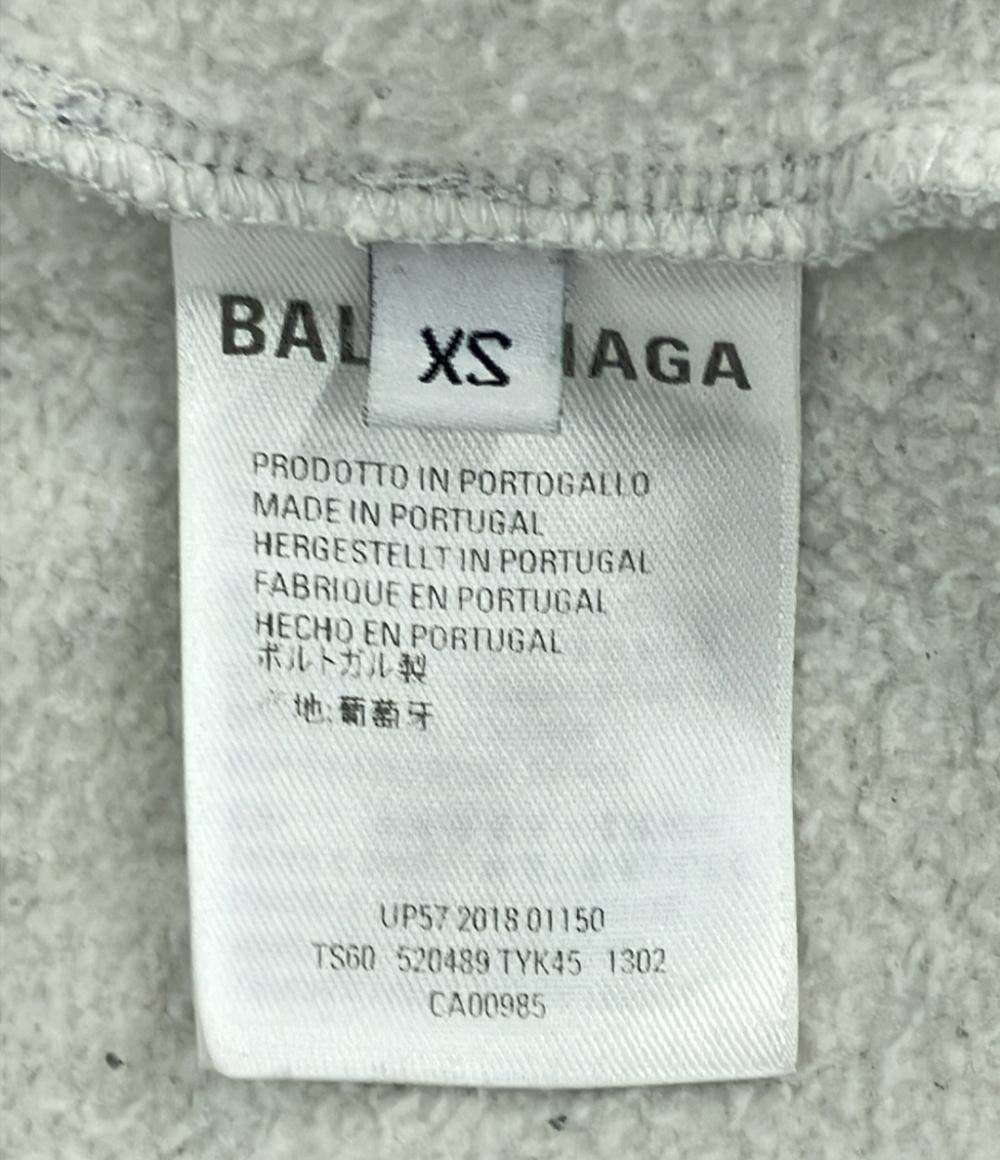 BAL XS IAGA
PRODOTTO IN PORTOGALLO
MADE IN PORTUGAL
HERGESTELLT IN PORTUGAL
FABRIQUE EN PORTUGAL
HECHO EN PORTUGAL
ポルトガル製
地:葡萄牙
UP57 2018 01150
TS60 520489 TYK45 1302
CA00985